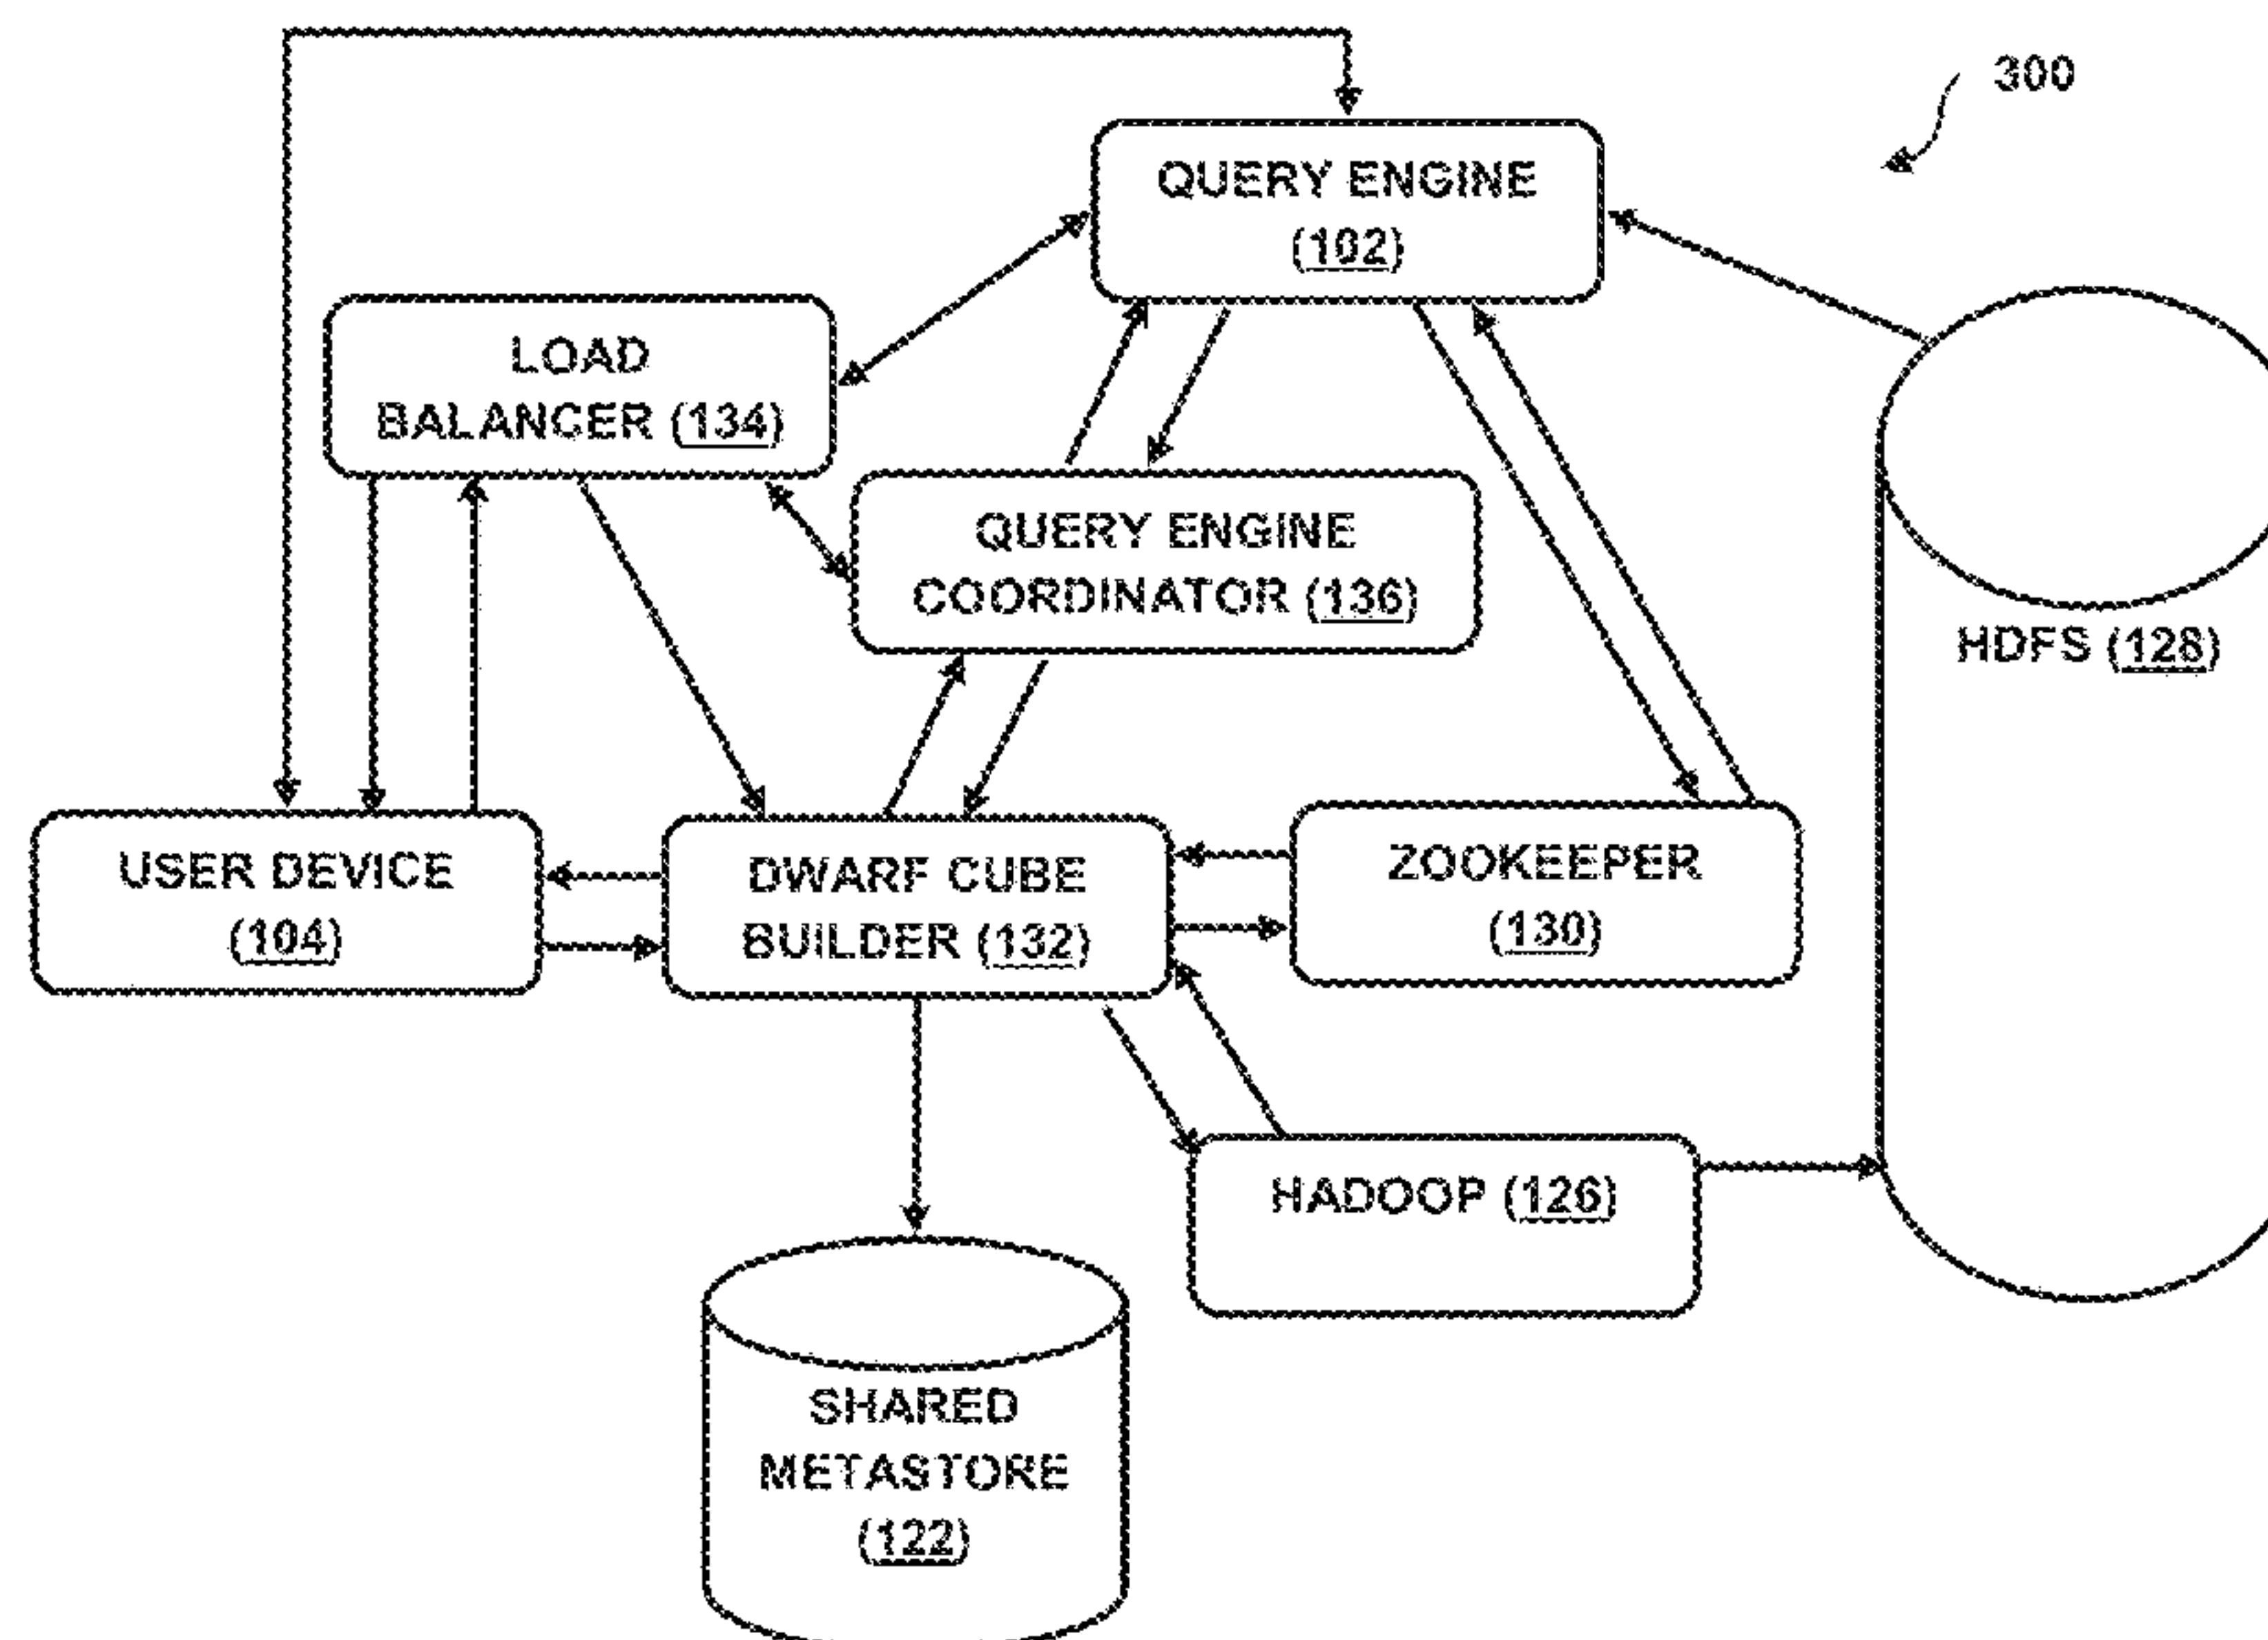 300
QUERY ENGINE
(102)
LOAD
BALANCER (134)
QUERY ENGINE
COORDINATOR (136)
HDFS (128)
USER DEVICE
(104)
DWARF CUBE
BUILDER (132)
ZOOKEEPER
(130)
HADOOP (126)
SHARED
METASTORE
(122)